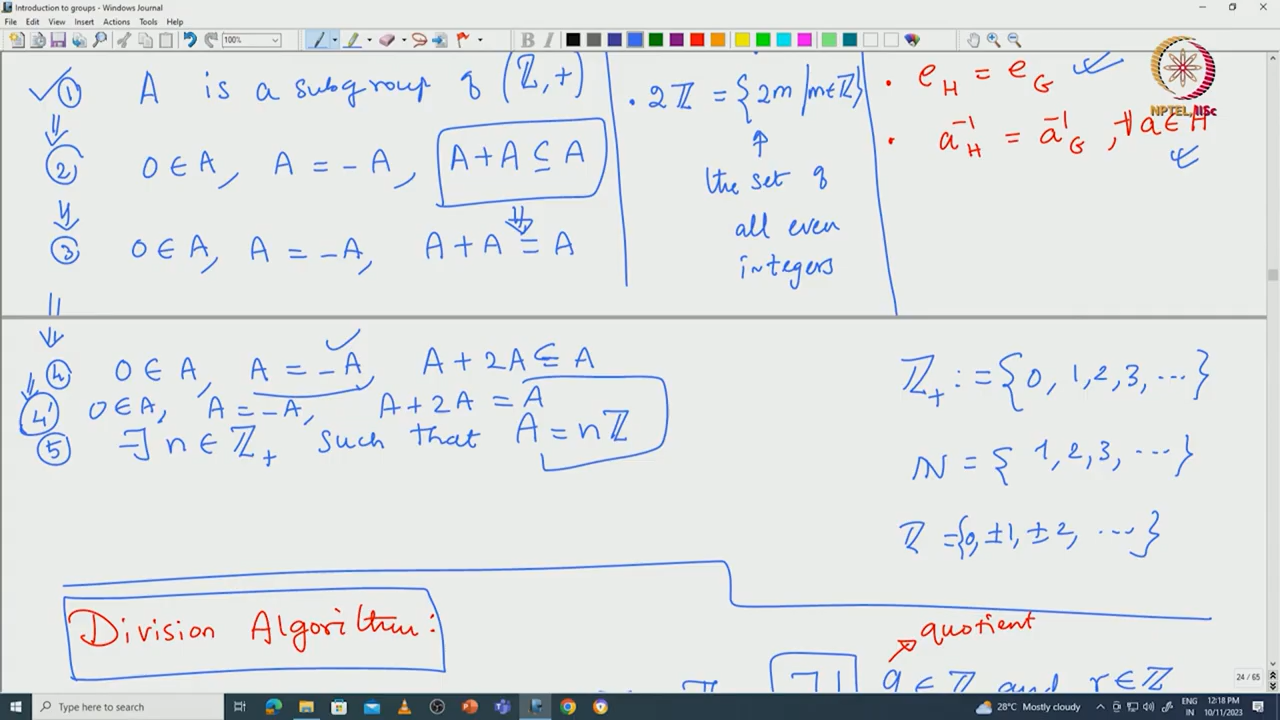 Introduction to groups - Windows Journal
File Edit View Insert Actions Tools Help
100%
B I
NPTEL, IISc
① A is a subgroup of (ℤ, +)
⇓
② 0 ∈ A, A = -A, A + A ⊆ A
⇓
③ 0 ∈ A, A = -A, A + A = A
⇓
④ 0 ∈ A, A = -A, A + 2A ⊆ A
④' 0 ∈ A, A = -A, A + 2A = A
⑤ ∃ n ∈ ℤ₊ such that A = nℤ
• 2ℤ = {2m | m ∈ ℤ}
↑
the set of
all even
integers
• e_H = e_G
• a⁻¹_H = a⁻¹_G, ∀ a ∈ H
ℤ₊ := {0, 1, 2, 3, ...}
ℕ = {1, 2, 3, ...}
ℤ = {0, ±1, ±2, ...}
Division Algorithm:
quotient
∃! q ∈ ℤ and r ∈ ℤ
24 / 65
Type here to search
28°C Mostly cloudy
ENG
IN
12:18 PM
10/11/2023